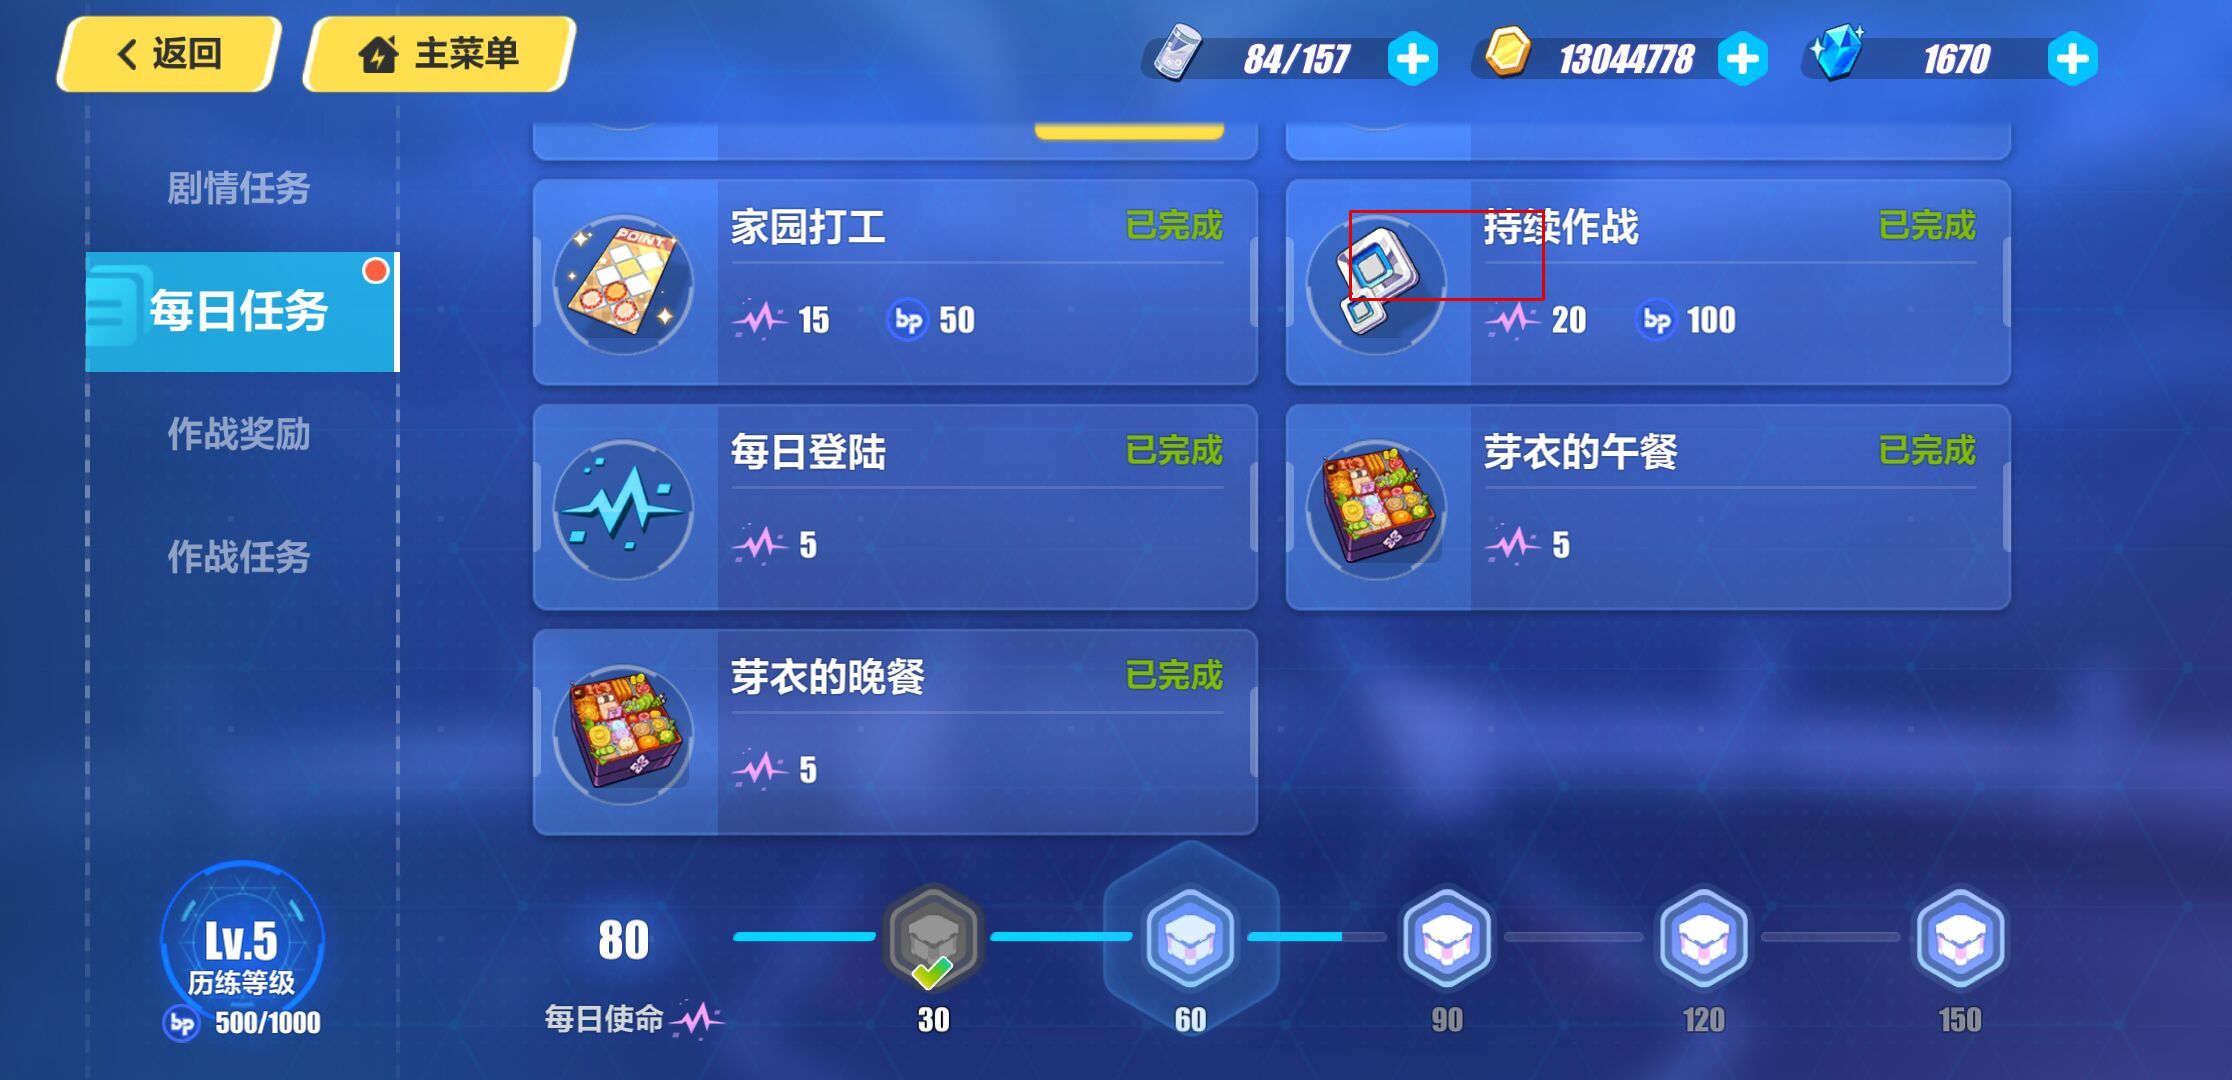 返回
主菜单
84/157
13044778
1670
剧情任务
每日任务
作战奖励
作战任务
家园打工
已完成
POINT
15
bp 50
持续作战
已完成
20
bp 100
每日登陆
已完成
5
芽衣的午餐
已完成
5
芽衣的晚餐
已完成
5
Lv.5
历练等级
bp 500/1000
80
每日使命
30
60
90
120
150